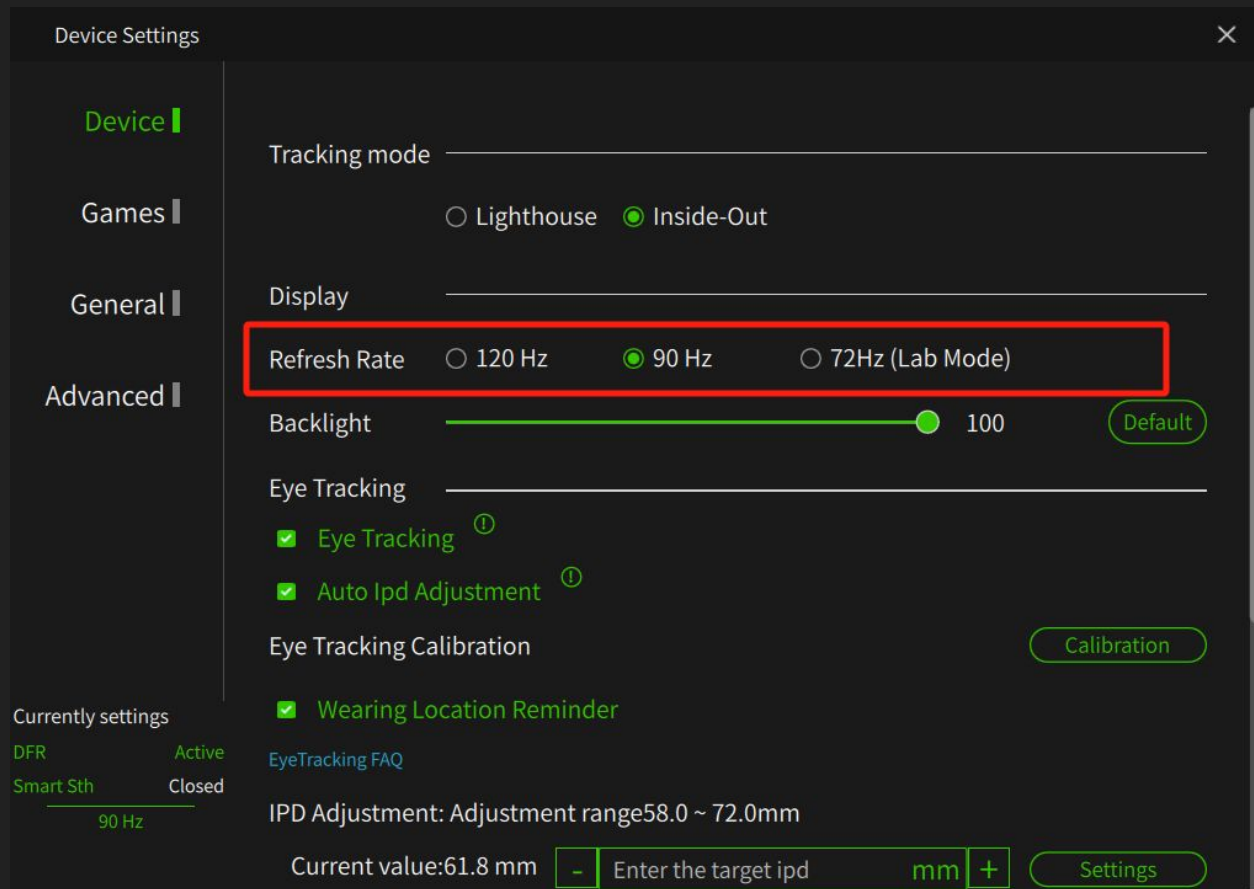 Device Settings
Device
Games
General
Advanced
Currently settings
DFR Active
Smart Sth Closed
90 Hz
Tracking mode
Lighthouse Inside-Out
Display
Refresh Rate 120 Hz 90 Hz 72Hz (Lab Mode)
Backlight 100 Default
Eye Tracking
Eye Tracking
Auto Ipd Adjustment
Eye Tracking Calibration Calibration
Wearing Location Reminder
EyeTracking FAQ
IPD Adjustment: Adjustment range58.0 ~ 72.0mm
Current value:61.8 mm - Enter the target ipd mm + Settings